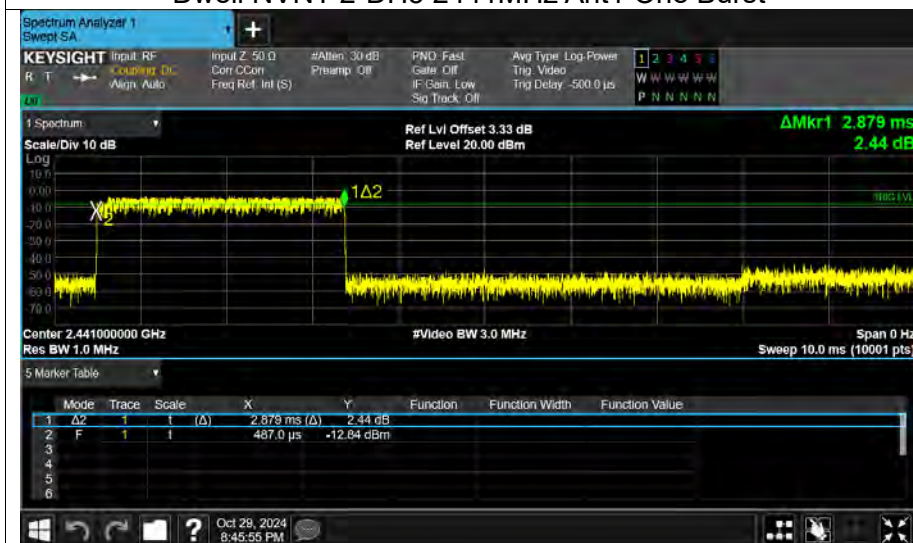 Dwell NVNT 2-DH5 2441MHz Ant1 One Burst
Spectrum Analyzer 1
Swept SA
+
KEYSIGHT Input: RF Input Z: 50 Ω #Atten: 30 dB PNO: Fast Avg Type: Log-Power 1 2 3 4 5 6
R T Coupling: DC Corr CCorr Preamp: Off Gate: Off Trig: Video W W W W W W
Align: Auto Freq Ref: Int (S) IF Gain: Low Trig Delay: -500.0 µs P N N N N N
Sig Track: Off
1 Spectrum Ref Lvl Offset 3.33 dB ΔMkr1 2.879 ms
Scale/Div 10 dB Ref Level 20.00 dBm 2.44 dB
Log
10.0
0.00 1Δ2
-10.0 X2 TRIG LVL
-20.0
-30.0
-40.0
-50.0
-60.0
-70.0
Center 2.441000000 GHz #Video BW 3.0 MHz Span 0 Hz
Res BW 1.0 MHz Sweep 10.0 ms (10001 pts)
5 Marker Table
Mode Trace Scale X Y Function Function Width Function Value
1 Δ2 1 t (Δ) 2.879 ms (Δ) 2.44 dB
2 F 1 t 487.0 µs -12.84 dBm
3
4
5
6
? Oct 29, 2024
8:45:55 PM